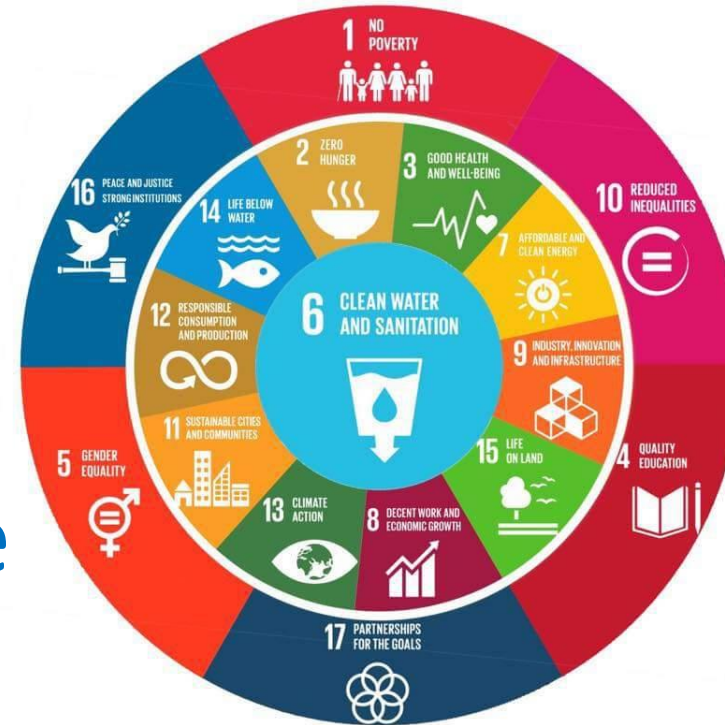 1 NO
POVERTY
10 REDUCED
INEQUALITIES
4 QUALITY
EDUCATION
17 PARTNERSHIPS
FOR THE GOALS
5 GENDER
EQUALITY
16 PEACE AND JUSTICE
STRONG INSTITUTIONS
2 ZERO
HUNGER
3 GOOD HEALTH
AND WELL-BEING
7 AFFORDABLE AND
CLEAN ENERGY
9 INDUSTRY, INNOVATION
AND INFRASTRUCTURE
15 LIFE
ON LAND
8 DECENT WORK AND
ECONOMIC GROWTH
13 CLIMATE
ACTION
11 SUSTAINABLE CITIES
AND COMMUNITIES
12 RESPONSIBLE
CONSUMPTION
AND PRODUCTION
14 LIFE BELOW
WATER
6 CLEAN WATER
AND SANITATION
e